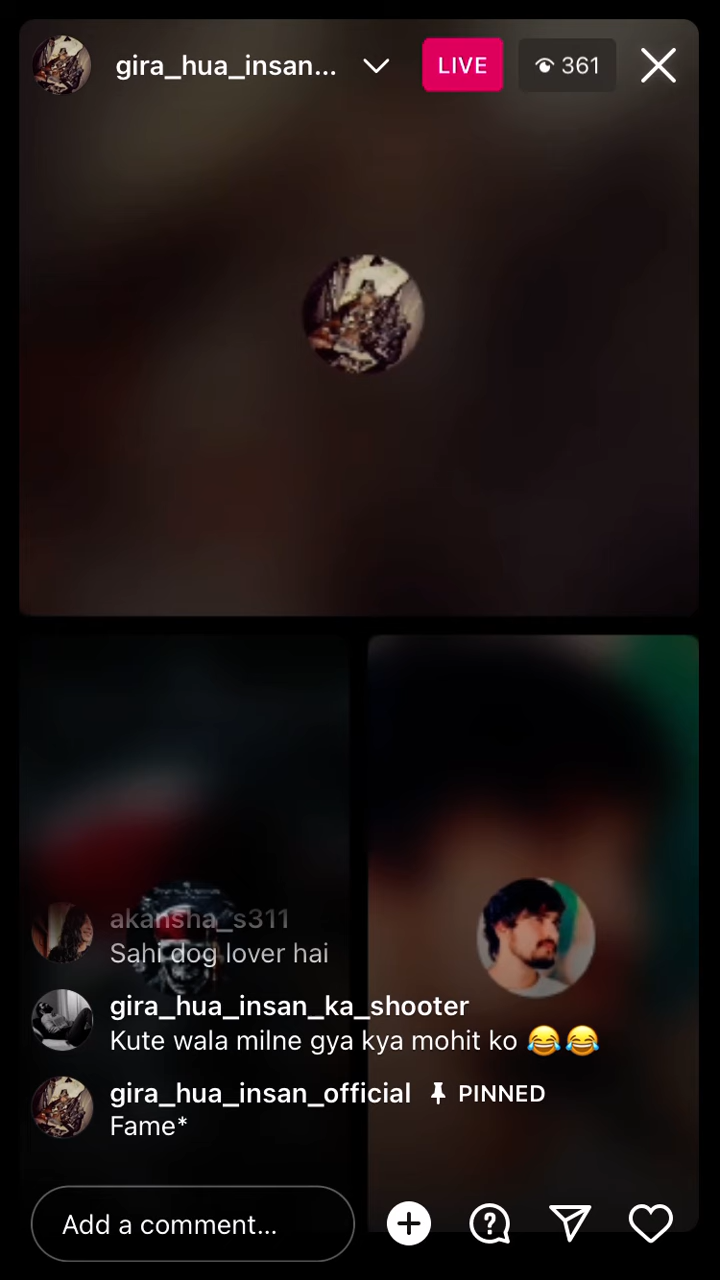 gira_hua_insan...
LIVE
361
akansha_s311
Sahi dog lover hai
gira_hua_insan_ka_shooter
Kute wala milne gya kya mohit ko 😂😂
gira_hua_insan_official PINNED
Fame*
Add a comment...